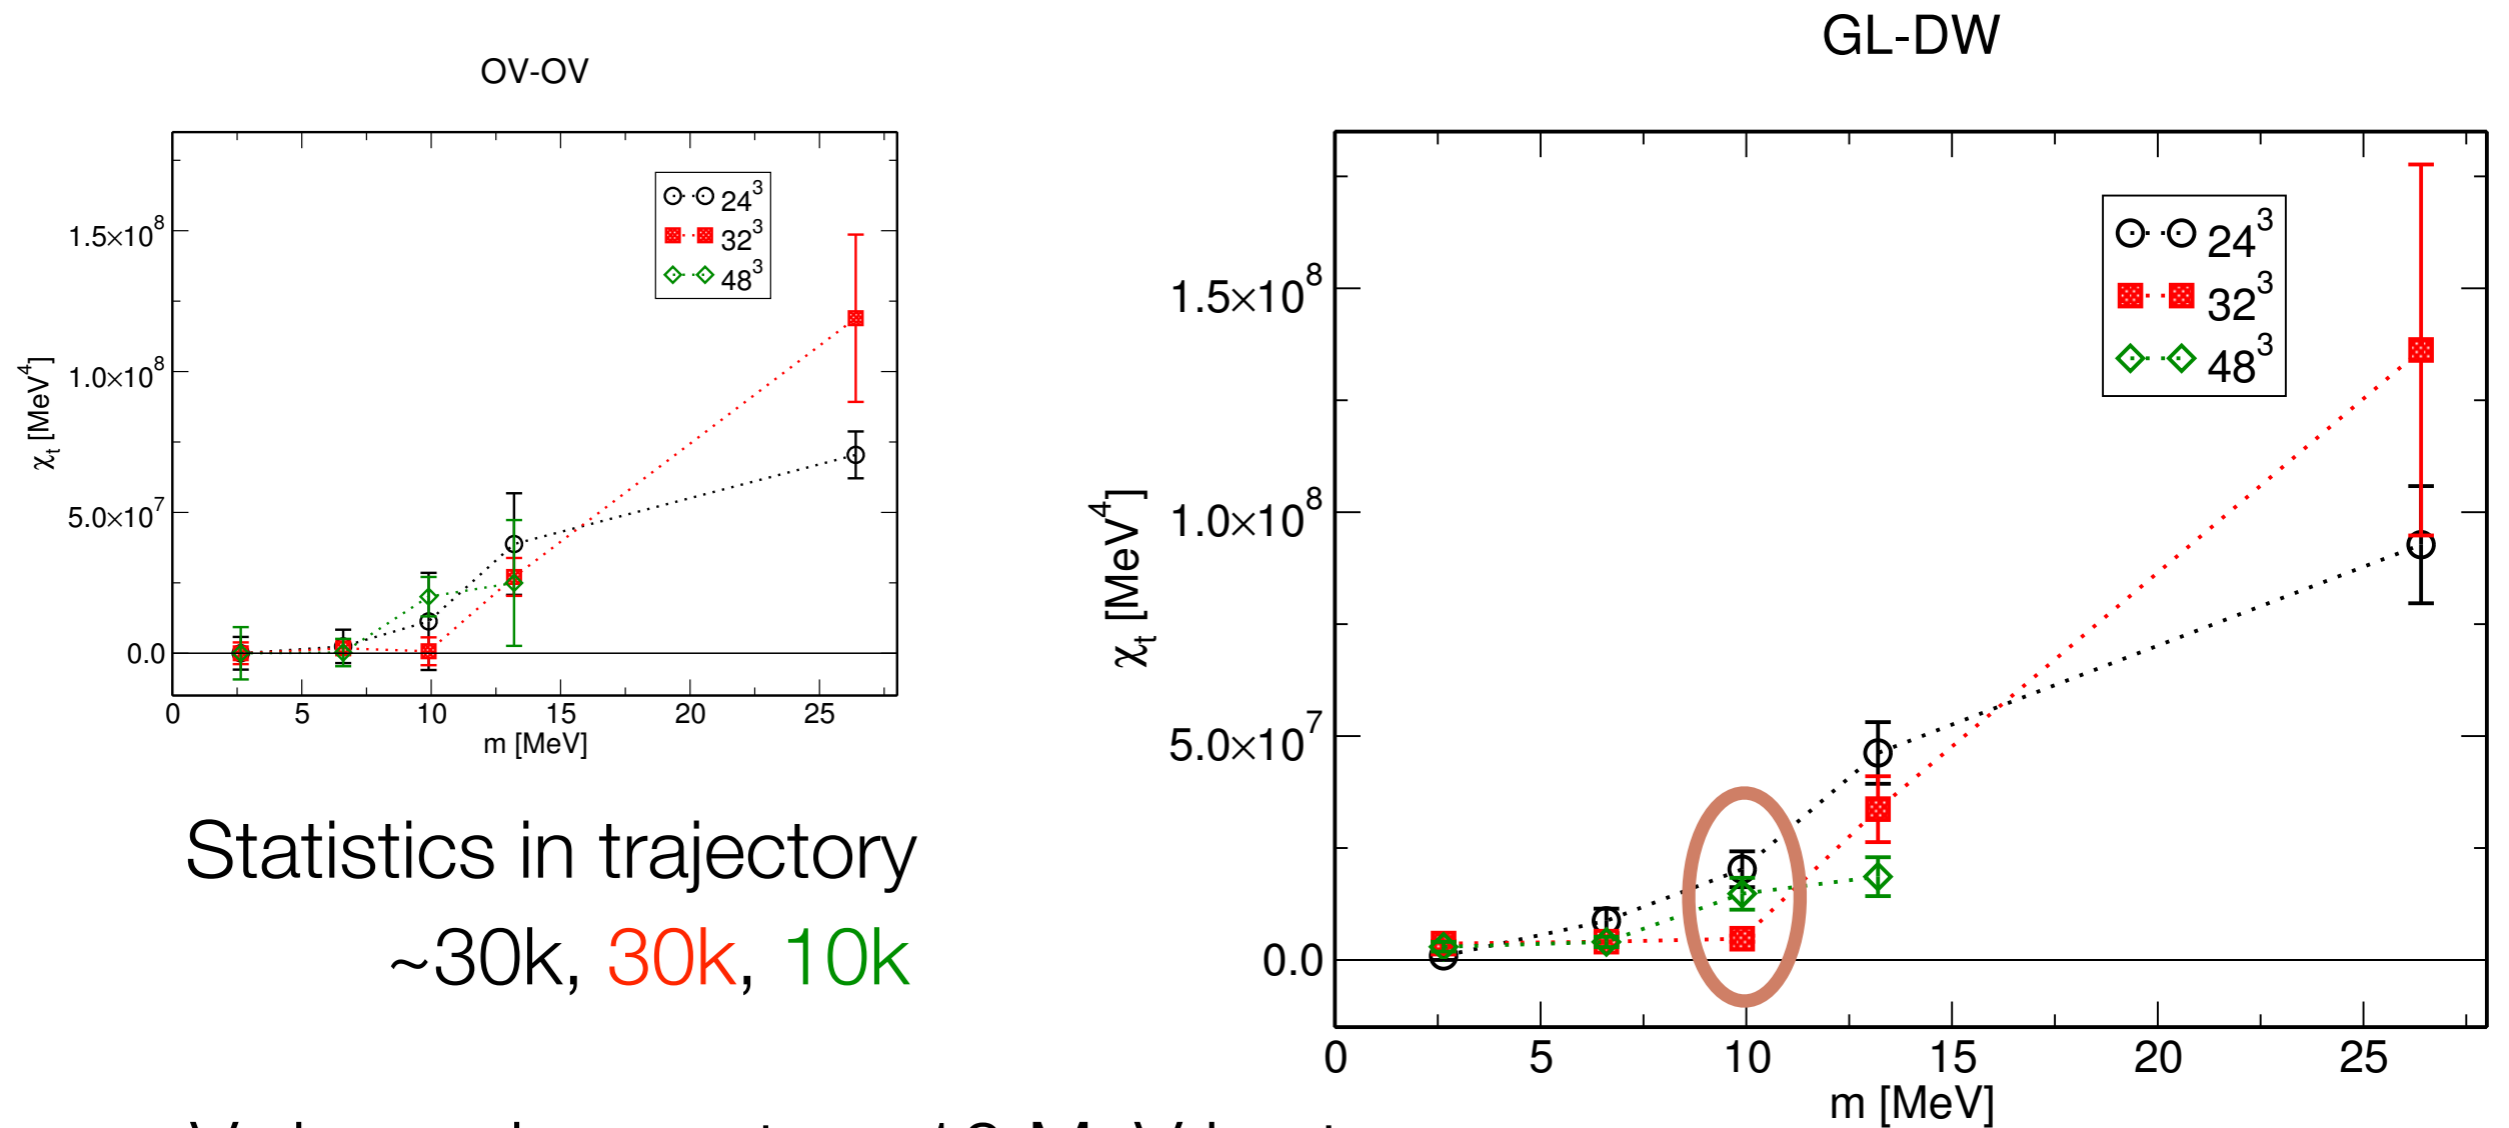 OV-OV
24³
32³
48³
1.5×10⁸
1.0×10⁸
5.0×10⁷
0.0
χₜ [MeV⁴]
0 5 10 15 20 25
m [MeV]
Statistics in trajectory
~30k, 30k, 10k
GL-DW
24³
32³
48³
1.5×10⁸
1.0×10⁸
5.0×10⁷
0.0
χₜ [MeV⁴]
0 5 10 15 20 25
m [MeV]